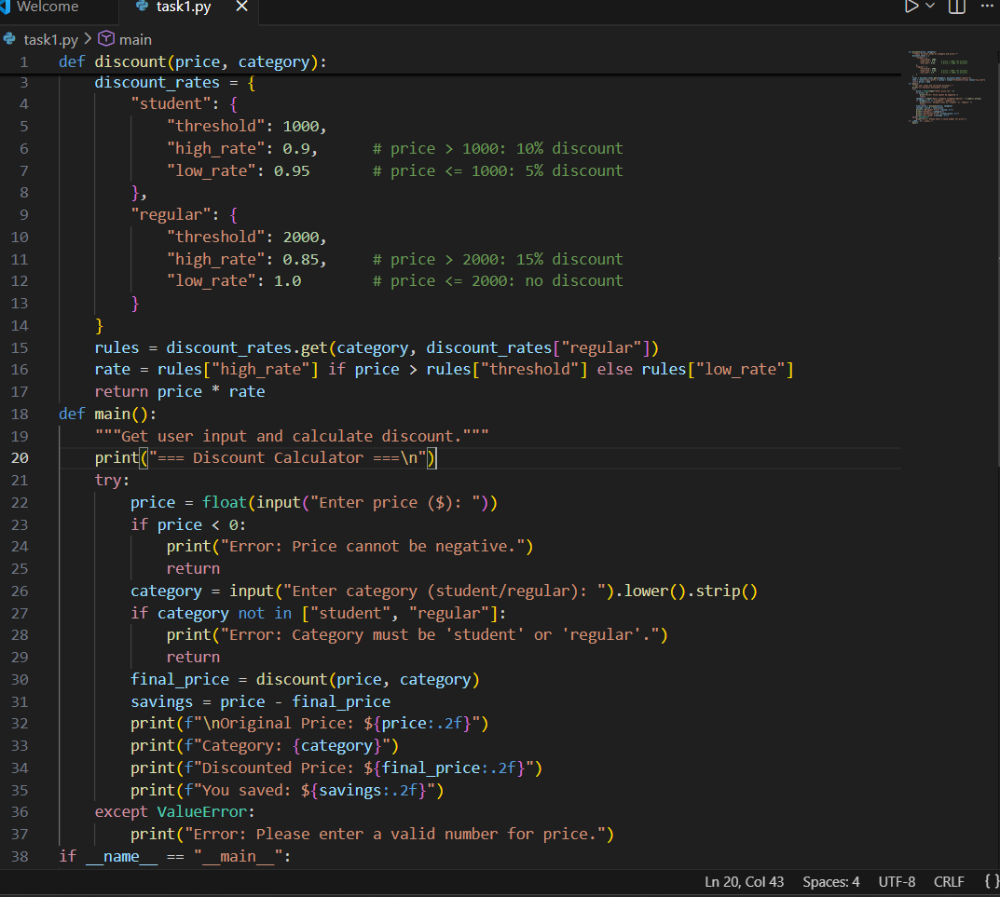 Welcome
task1.py
task1.py > main
1 def discount(price, category):
3     discount_rates = {
4         "student": {
5             "threshold": 1000,
6             "high_rate": 0.9,      # price > 1000: 10% discount
7             "low_rate": 0.95       # price <= 1000: 5% discount
8         },
9         "regular": {
10             "threshold": 2000,
11             "high_rate": 0.85,     # price > 2000: 15% discount
12             "low_rate": 1.0        # price <= 2000: no discount
13         }
14     }
15     rules = discount_rates.get(category, discount_rates["regular"])
16     rate = rules["high_rate"] if price > rules["threshold"] else rules["low_rate"]
17     return price * rate
18 def main():
19     """Get user input and calculate discount."""
20     print("=== Discount Calculator ===\n")
21     try:
22         price = float(input("Enter price ($): "))
23         if price < 0:
24             print("Error: Price cannot be negative.")
25             return
26         category = input("Enter category (student/regular): ").lower().strip()
27         if category not in ["student", "regular"]:
28             print("Error: Category must be 'student' or 'regular'.")
29             return
30         final_price = discount(price, category)
31         savings = price - final_price
32         print(f"\nOriginal Price: ${price:.2f}")
33         print(f"Category: {category}")
34         print(f"Discounted Price: ${final_price:.2f}")
35         print(f"You saved: ${savings:.2f}")
36     except ValueError:
37         print("Error: Please enter a valid number for price.")
38 if __name__ == "__main__":
Ln 20, Col 43 Spaces: 4 UTF-8 CRLF { }